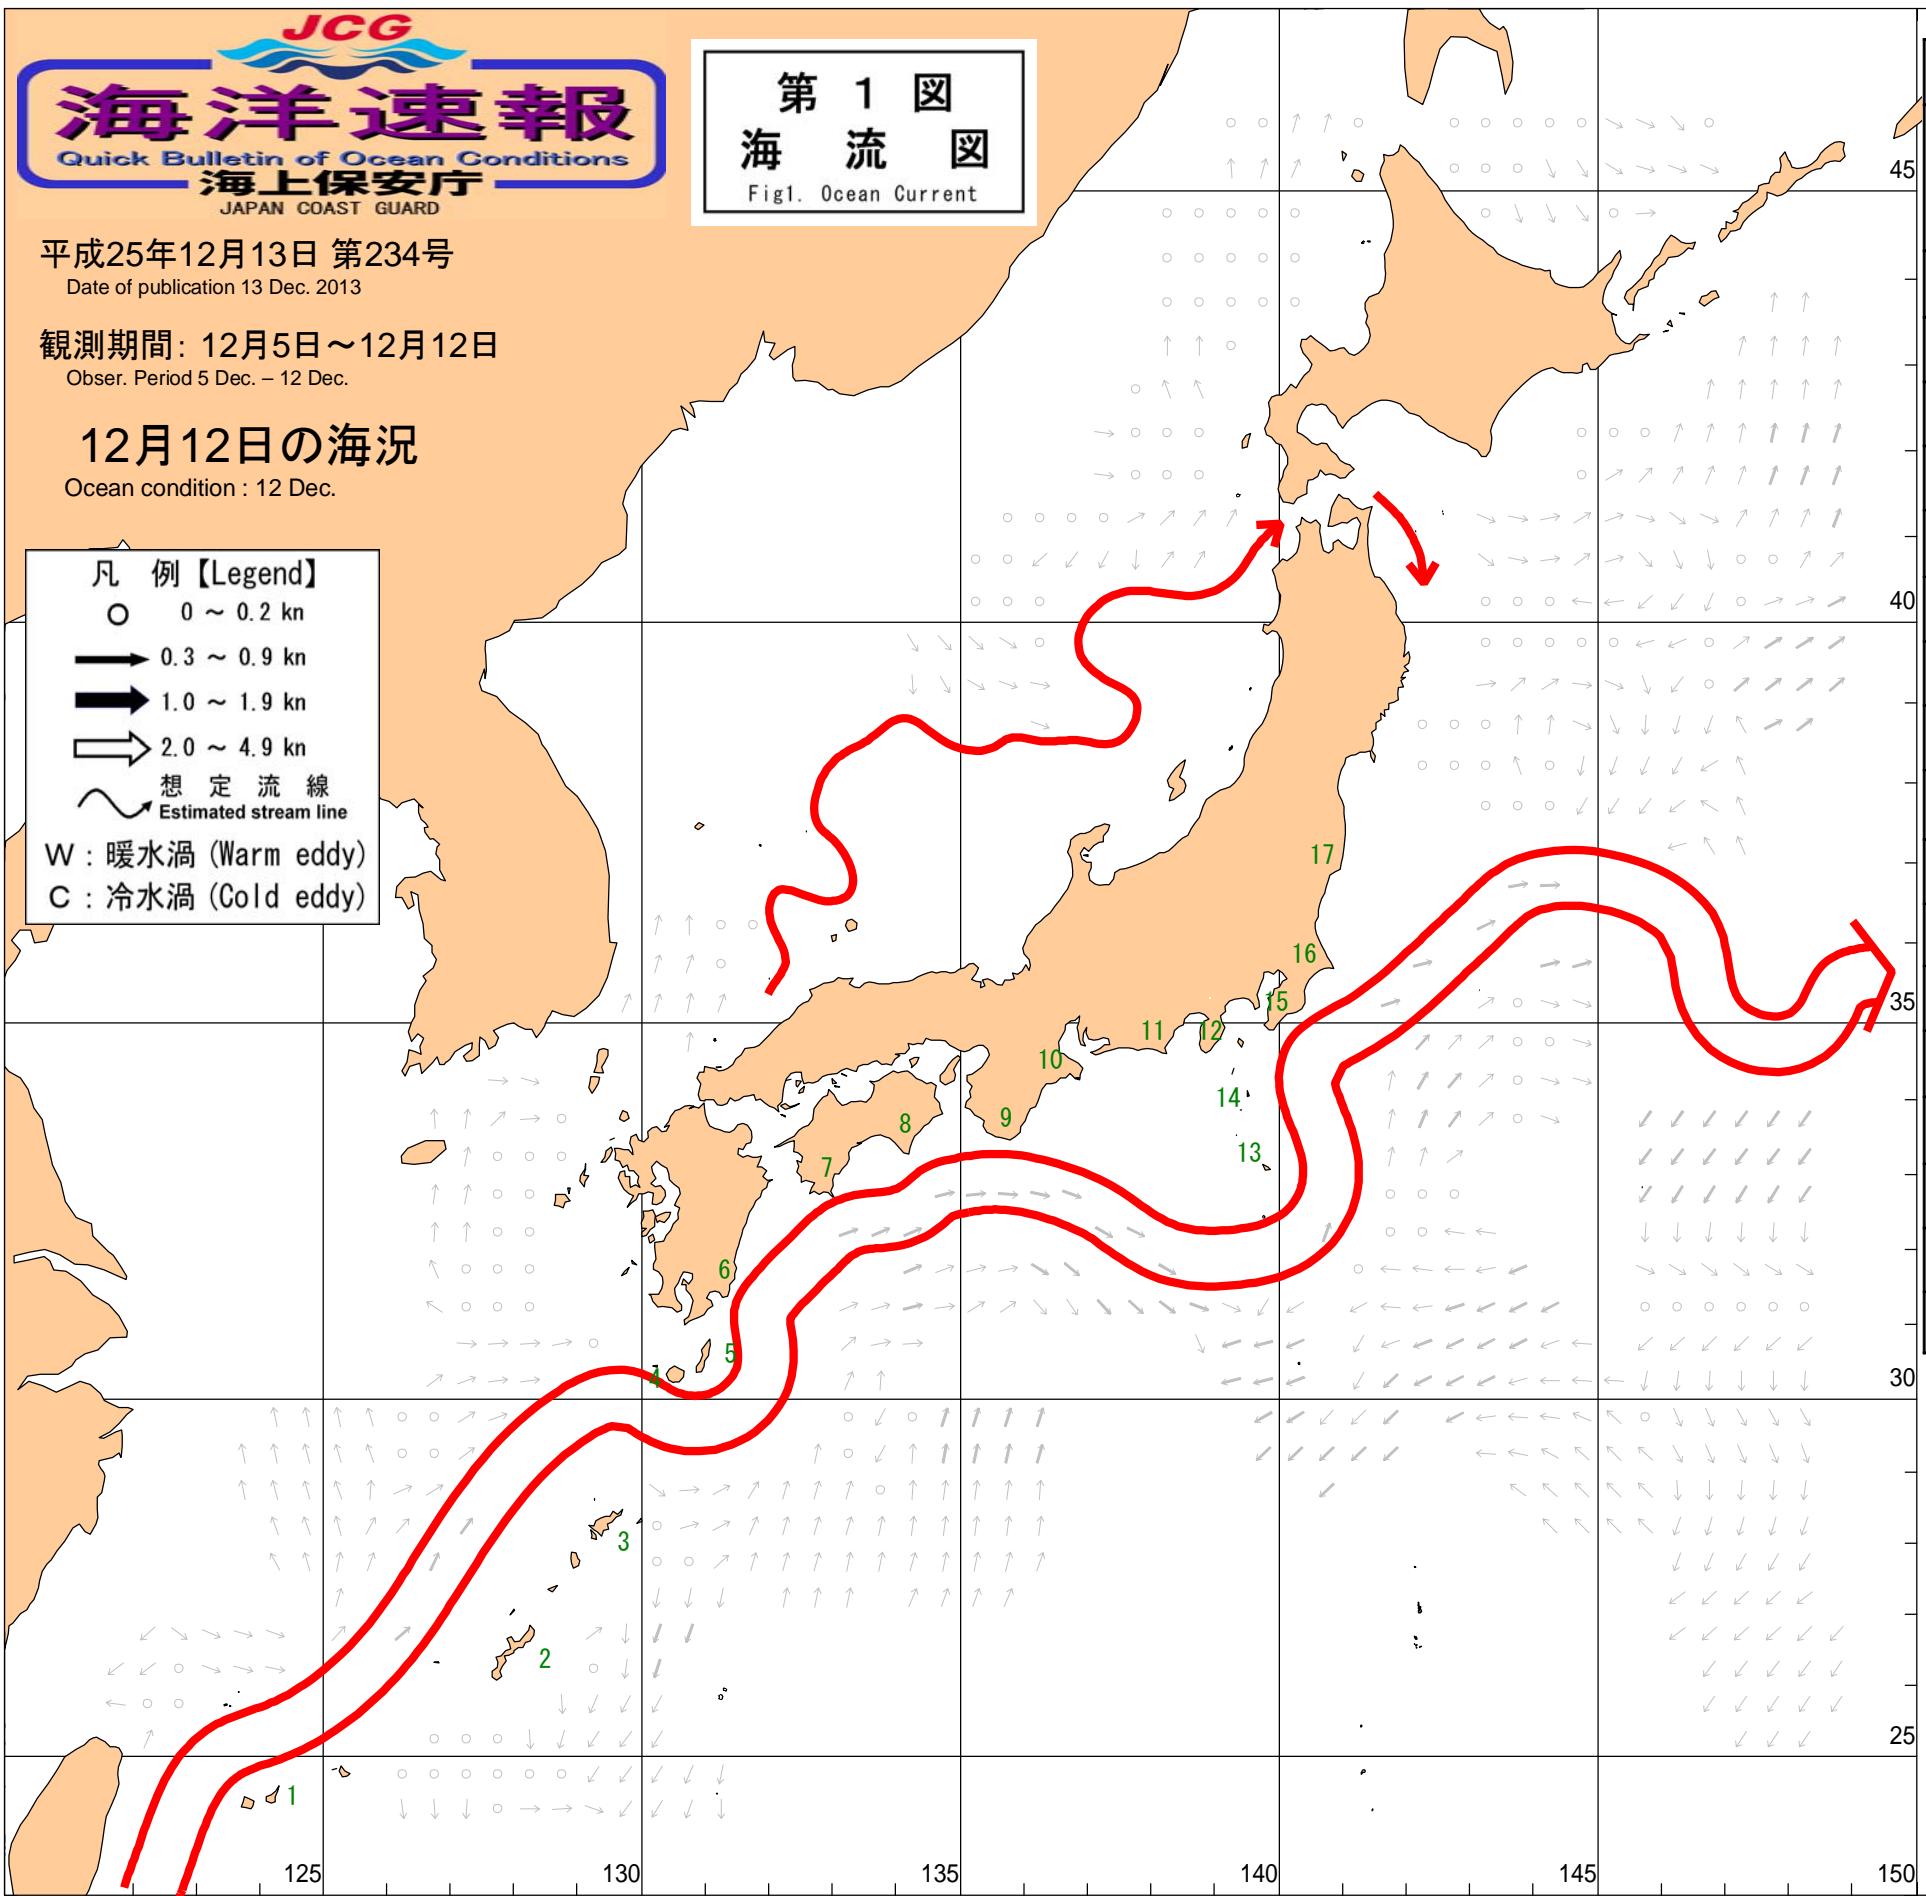 JCG
海洋速報
Quick Bulletin of Ocean Conditions
海上保安庁
JAPAN COAST GUARD
第 1 図
海 流 図
Fig1. Ocean Current
平成25年12月13日 第234号
Date of publication 13 Dec. 2013
観測期間: 12月5日～12月12日
Obser. Period 5 Dec. – 12 Dec.
12月12日の海況
Ocean condition : 12 Dec.
凡 例【Legend】
0 ～ 0.2 kn
0.3 ～ 0.9 kn
1.0 ～ 1.9 kn
2.0 ～ 4.9 kn
想 定 流 線
Estimated stream line
W : 暖水渦 (Warm eddy)
C : 冷水渦 (Cold eddy)
45
40
17
16
15
35
11
12
10
14
9
8
13
7
6
5
4
30
3
2
25
1
125
130
135
140
145
150